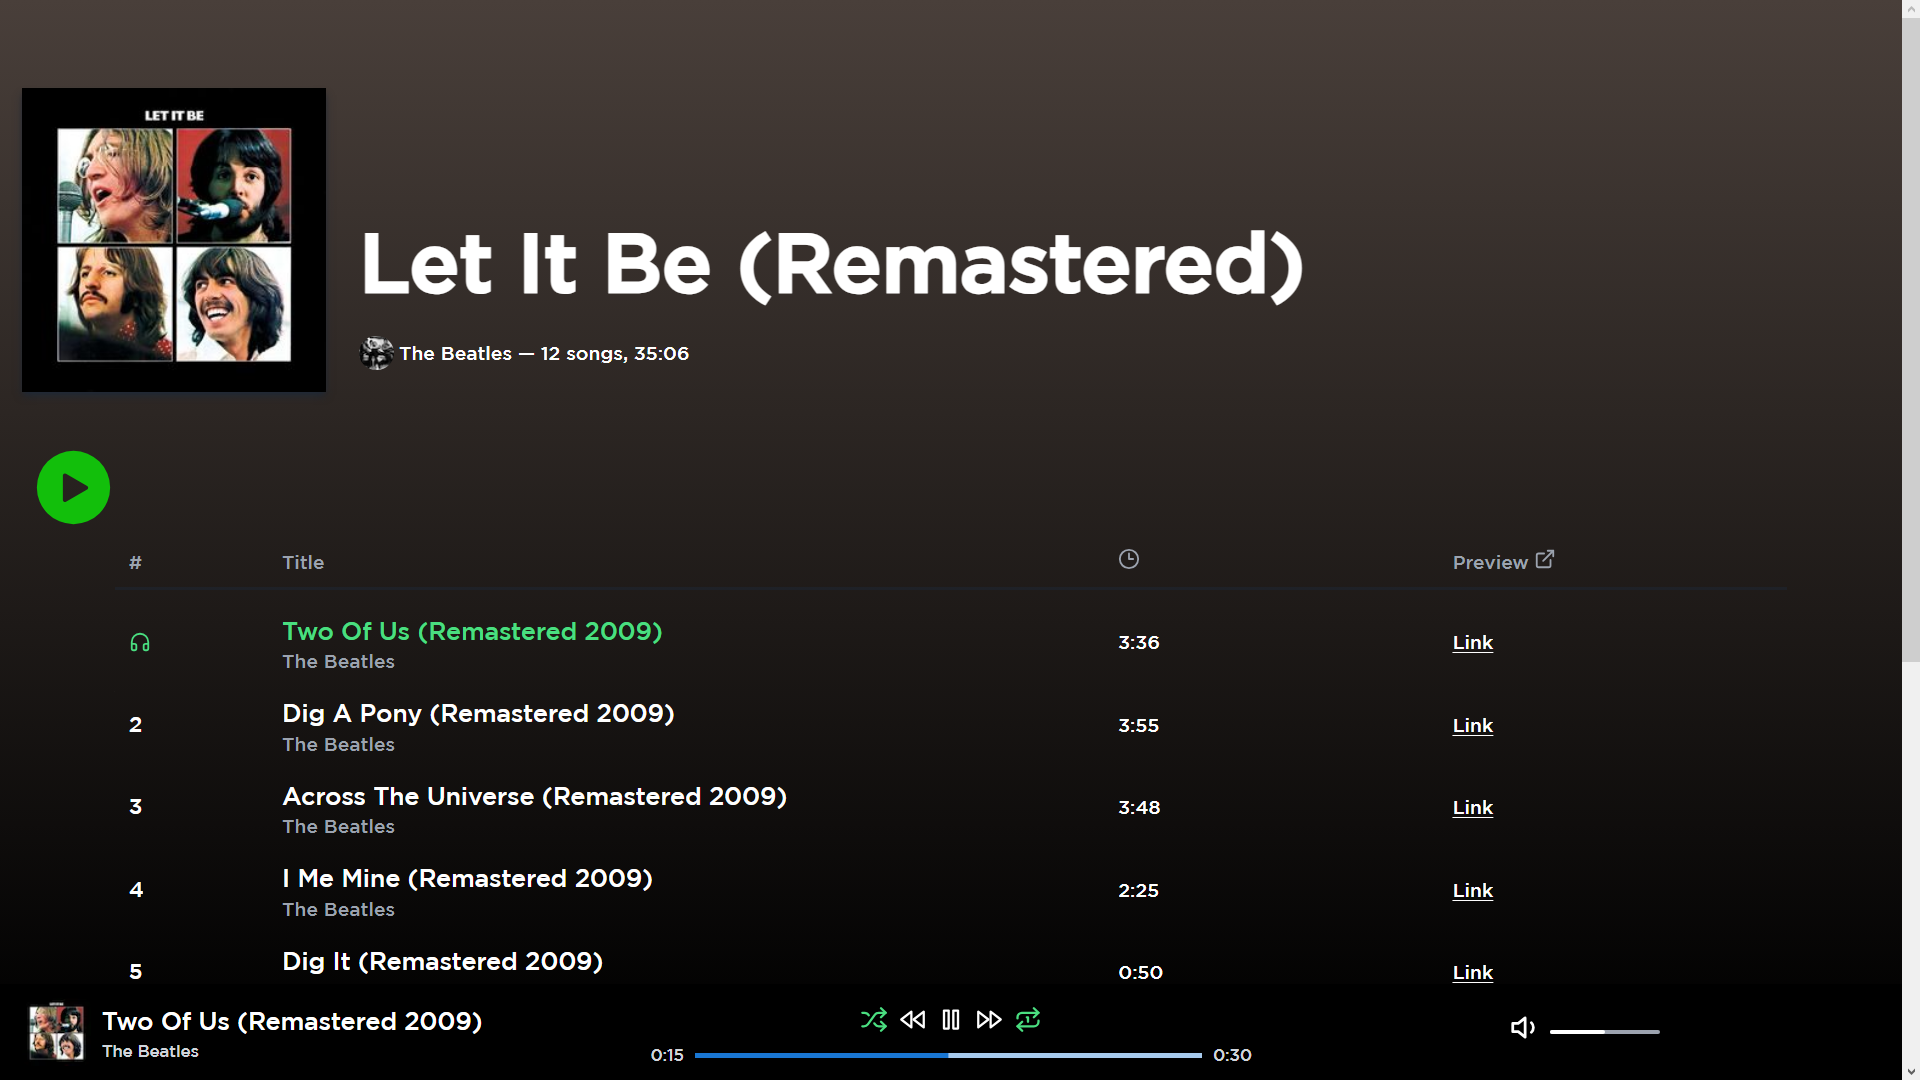 LET IT BE
Let It Be (Remastered)
The Beatles — 12 songs, 35:06
# Title Preview
Two Of Us (Remastered 2009)
The Beatles
3:36 Link
2 Dig A Pony (Remastered 2009)
The Beatles
3:55 Link
3 Across The Universe (Remastered 2009)
The Beatles
3:48 Link
4 I Me Mine (Remastered 2009)
The Beatles
2:25 Link
5 Dig It (Remastered 2009)
0:50 Link
Two Of Us (Remastered 2009)
The Beatles
0:15 0:30